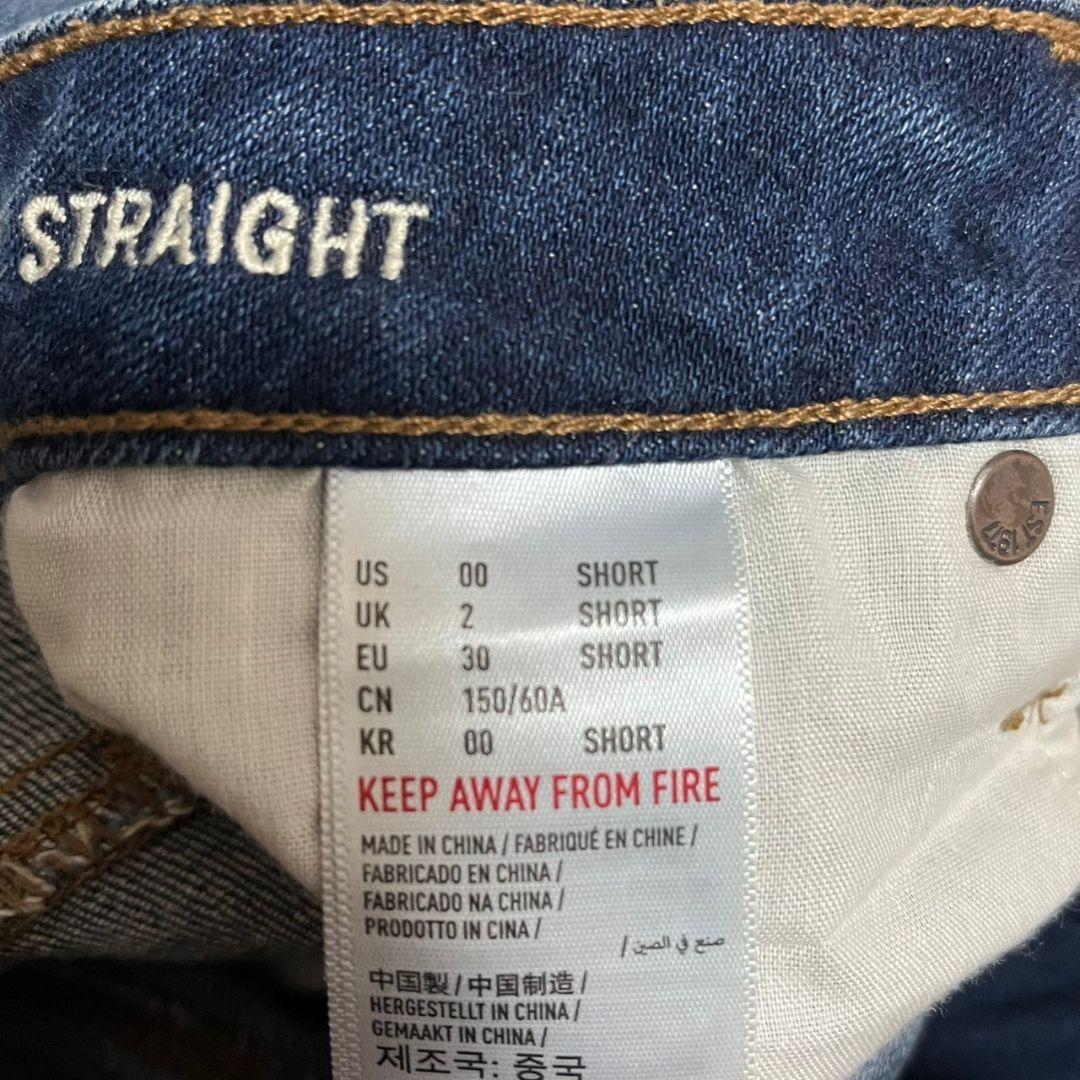 STRAIGHT
EST 1977
US 00 SHORT
UK 2 SHORT
EU 30 SHORT
CN 150/60A
KR 00 SHORT
KEEP AWAY FROM FIRE
MADE IN CHINA / FABRIQUÉ EN CHINE /
FABRICADO EN CHINA /
FABRICADO NA CHINA /
PRODOTTO IN CINA /
صنع في الصين /
中国製 / 中国制造 /
HERGESTELLT IN CHINA /
GEMAAKT IN CHINA /
제조국: 중국